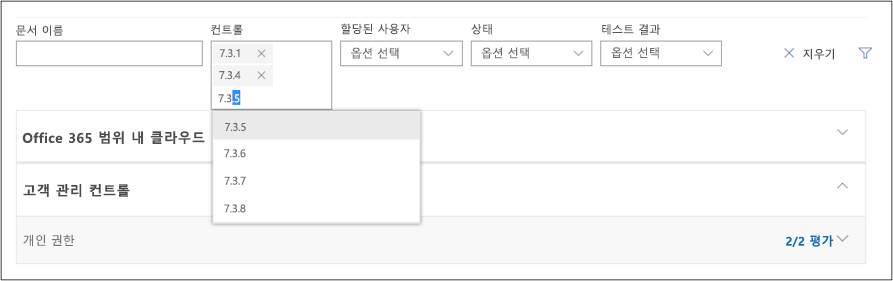 문서 이름
컨트롤
할당된 사용자
상태
테스트 결과
7.3.1
7.3.4
7.3.5
옵션 선택
옵션 선택
옵션 선택
지우기
7.3.5
7.3.6
7.3.7
7.3.8
Office 365 범위 내 클라우드
고객 관리 컨트롤
개인 권한
2/2 평가